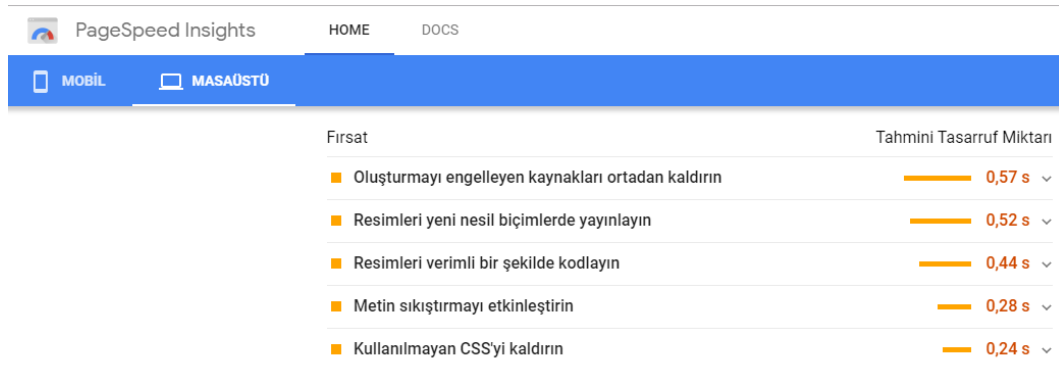 PageSpeed Insights HOME DOCS
MOBİL MASAÜSTÜ
Fırsat Tahmini Tasarruf Miktarı
Oluşturmayı engelleyen kaynakları ortadan kaldırın 0,57 s
Resimleri yeni nesil biçimlerde yayınlayın 0,52 s
Resimleri verimli bir şekilde kodlayın 0,44 s
Metin sıkıştırmayı etkinleştirin 0,28 s
Kullanılmayan CSS'yi kaldırın 0,24 s